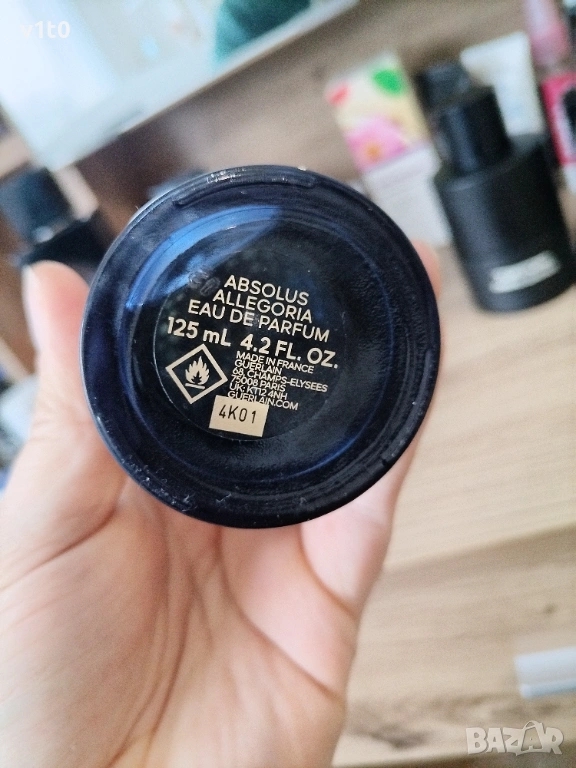 v1t0
ABSOLUS
ALLEGORIA
EAU DE PARFUM
125 mL 4.2 FL. OZ.
MADE IN FRANCE
GUERLAIN
68, CHAMPS-ELYSEES
75008 PARIS
UK: KT12 4NH
GUERLAIN.COM
4K01
BAZAR